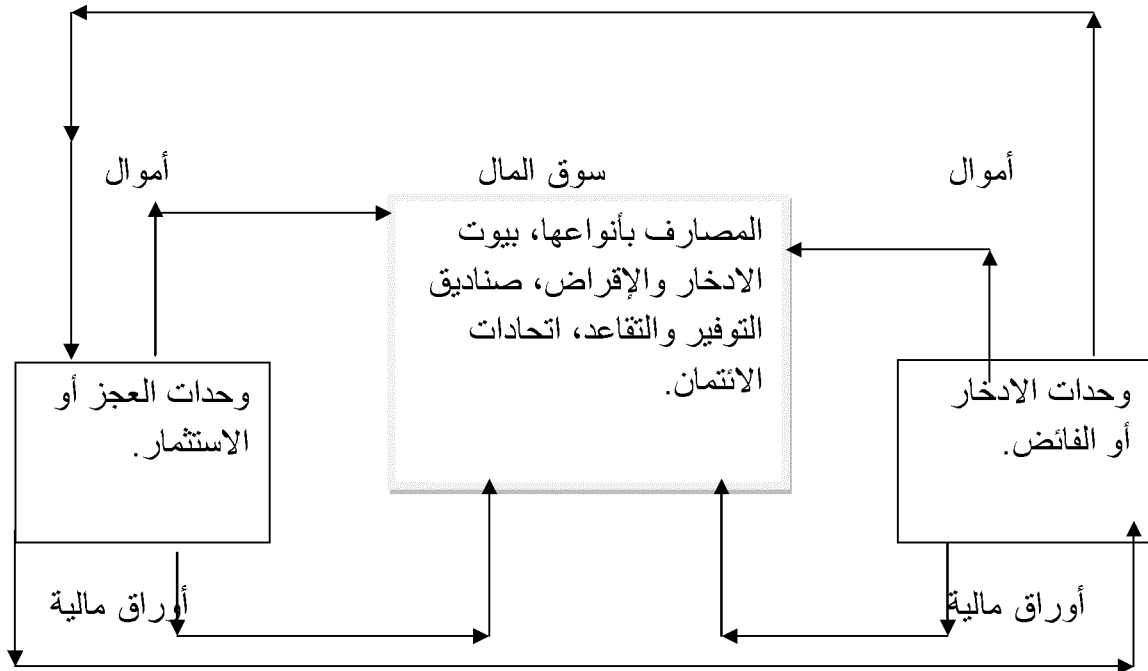 أموال
سوق المال
أموال
المصارف بأنواعها، بيوت
الادخار والإقراض، صناديق
التوفير والتقاعد، اتحادات
الائتمان.
وحدات الادخار
أو الفائض.
وحدات العجز أو
الاستثمار.
أوراق مالية
أوراق مالية